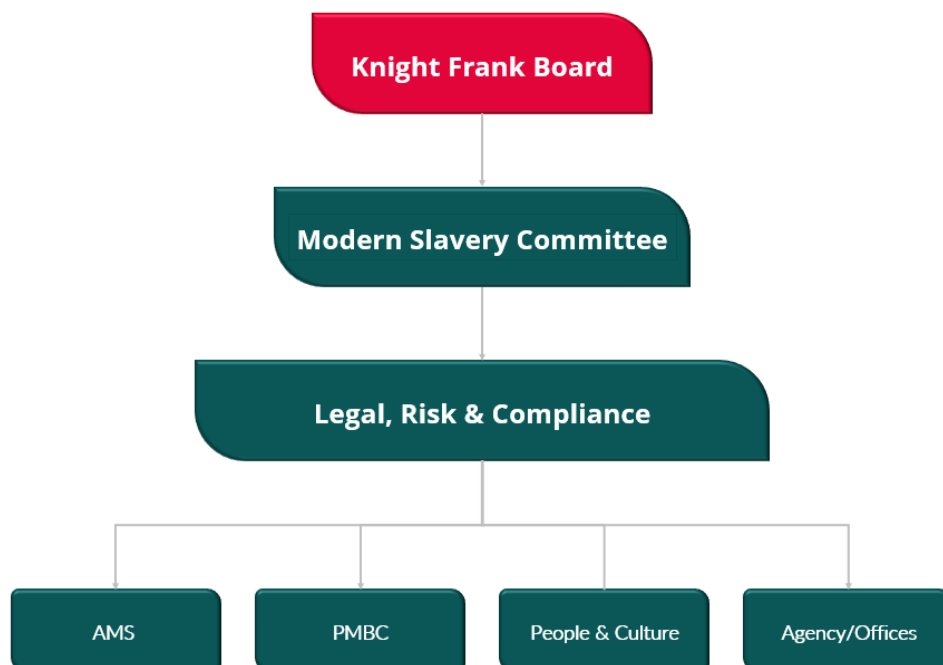 Knight Frank Board
Modern Slavery Committee
Legal, Risk & Compliance
AMS
PMBC
People & Culture
Agency/Offices